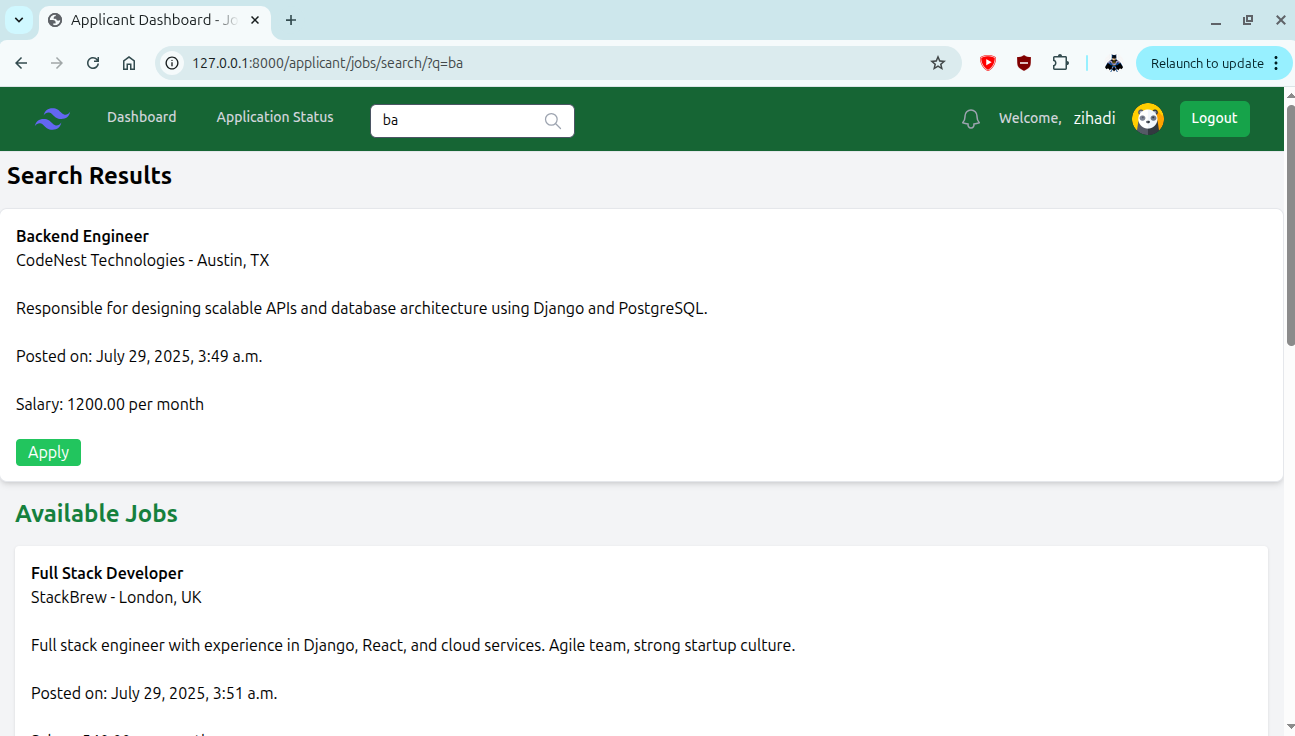 Applicant Dashboard - Jo
127.0.0.1:8000/applicant/jobs/search/?q=ba
Relaunch to update
Dashboard
Application Status
ba
Welcome, zihadi
Logout
Search Results
Backend Engineer
CodeNest Technologies - Austin, TX
Responsible for designing scalable APIs and database architecture using Django and PostgreSQL.
Posted on: July 29, 2025, 3:49 a.m.
Salary: 1200.00 per month
Apply
Available Jobs
Full Stack Developer
StackBrew - London, UK
Full stack engineer with experience in Django, React, and cloud services. Agile team, strong startup culture.
Posted on: July 29, 2025, 3:51 a.m.